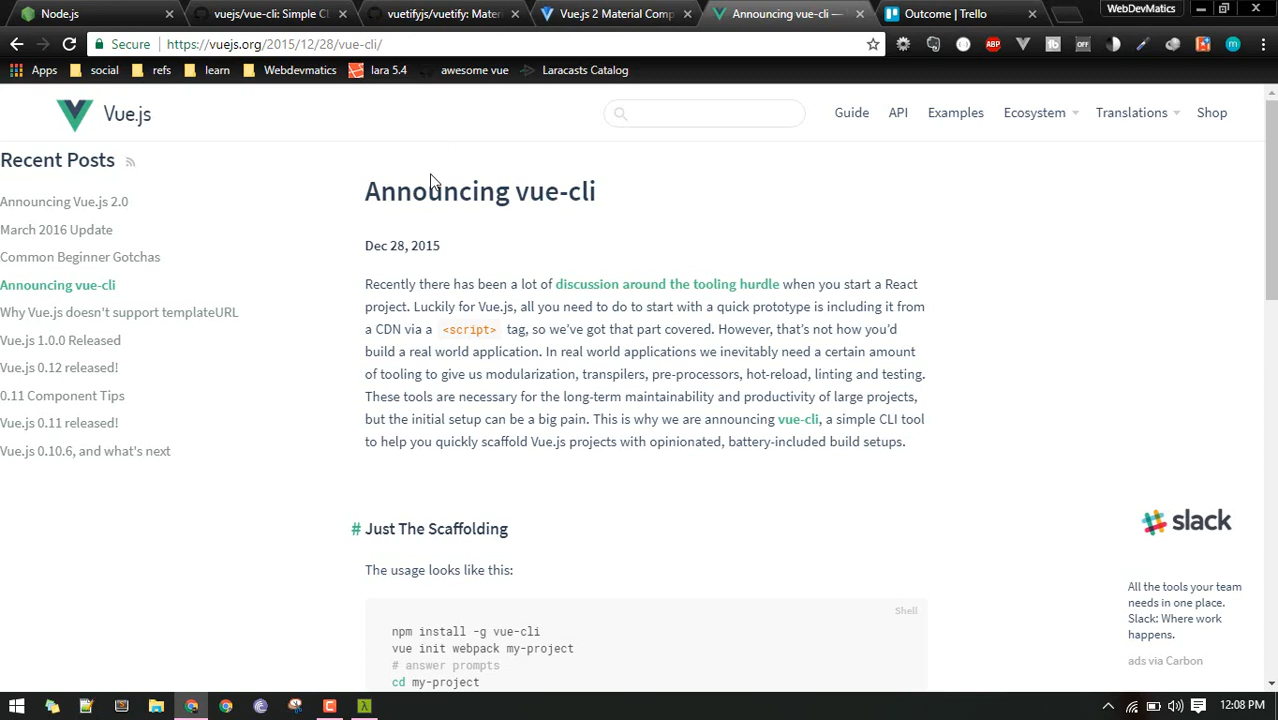 Node.js
vuejs/vue-cli: Simple Cl
vuetifyjs/vuetify: Mater
Vue.js 2 Material Comp
Announcing vue-cli —
Outcome | Trello
WebDevMatics
Secure
https://vuejs.org/2015/12/28/vue-cli/
ABP
OFF
Apps
social
refs
learn
Webdevmatics
lara 5.4
awesome vue
Laracasts Catalog
Vue.js
Guide
API
Examples
Ecosystem
Translations
Shop
Recent Posts
Announcing Vue.js 2.0
March 2016 Update
Common Beginner Gotchas
Announcing vue-cli
Why Vue.js doesn't support templateURL
Vue.js 1.0.0 Released
Vue.js 0.12 released!
0.11 Component Tips
Vue.js 0.11 released!
Vue.js 0.10.6, and what's next
Announcing vue-cli
Dec 28, 2015
Recently there has been a lot of discussion around the tooling hurdle when you start a React
project. Luckily for Vue.js, all you need to do to start with a quick prototype is including it from
a CDN via a <script> tag, so we've got that part covered. However, that's not how you'd
build a real world application. In real world applications we inevitably need a certain amount
of tooling to give us modularization, transpilers, pre-processors, hot-reload, linting and testing.
These tools are necessary for the long-term maintainability and productivity of large projects,
but the initial setup can be a big pain. This is why we are announcing vue-cli, a simple CLI tool
to help you quickly scaffold Vue.js projects with opinionated, battery-included build setups.
# Just The Scaffolding
The usage looks like this:
Shell
npm install -g vue-cli
vue init webpack my-project
# answer prompts
cd my-project
slack
All the tools your team
needs in one place.
Slack: Where work
happens.
ads via Carbon
12:08 PM